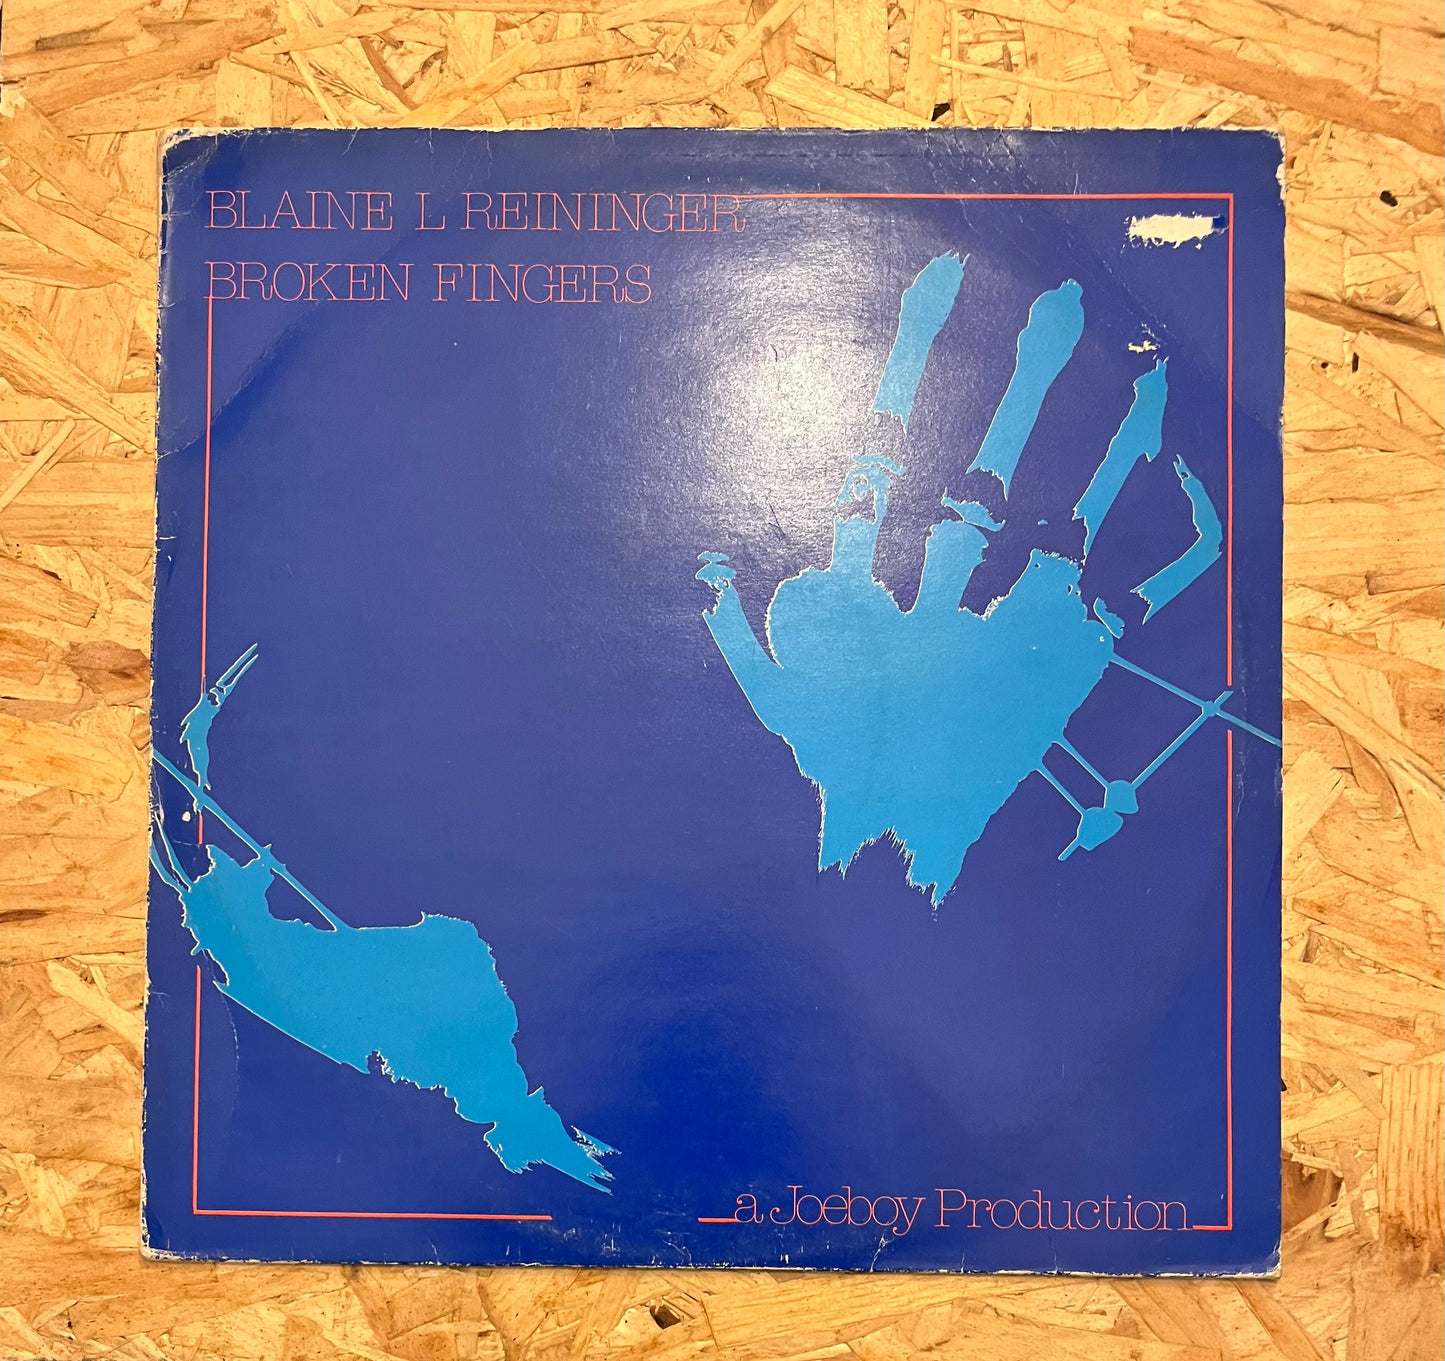 BLAINE L REININGER
BROKEN FINGERS
a Joeboy Production